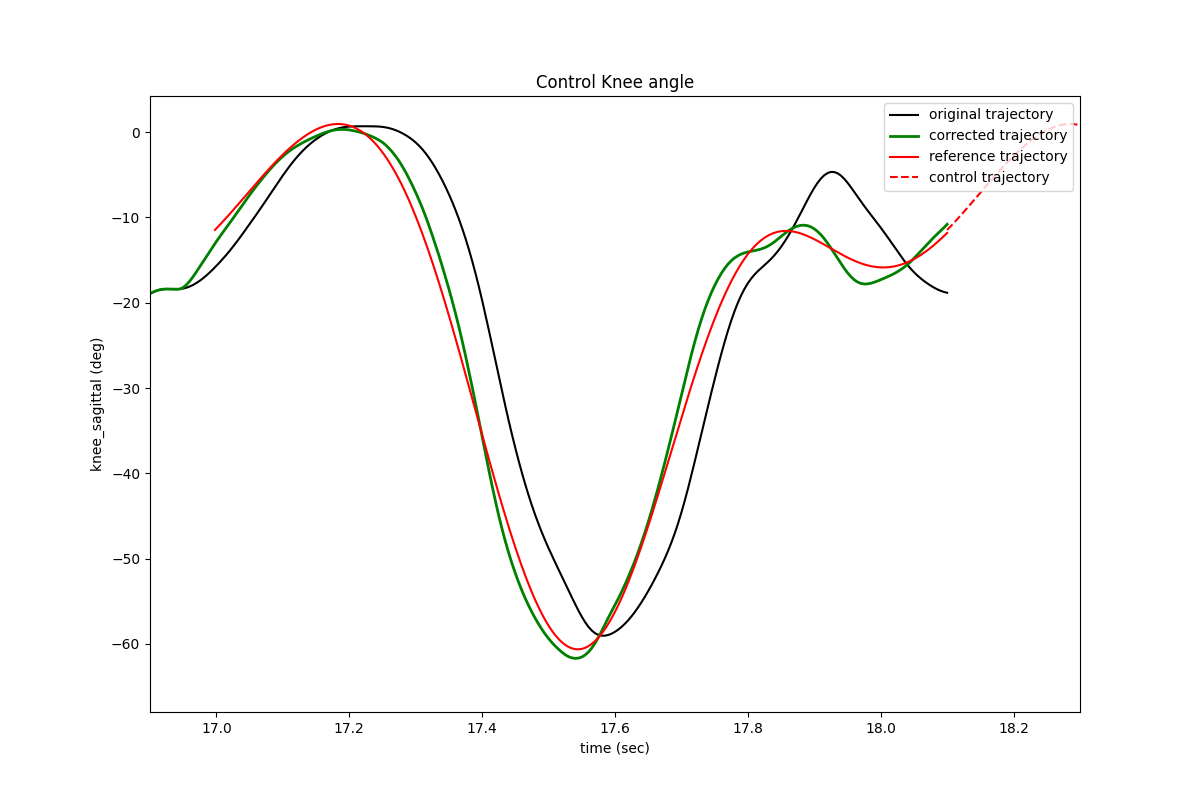 Control Knee angle
original trajectory
corrected trajectory
reference trajectory
control trajectory
knee_sagittal (deg)
0
−10
−20
−30
−40
−50
−60
17.0 17.2 17.4 17.6 17.8 18.0 18.2
time (sec)